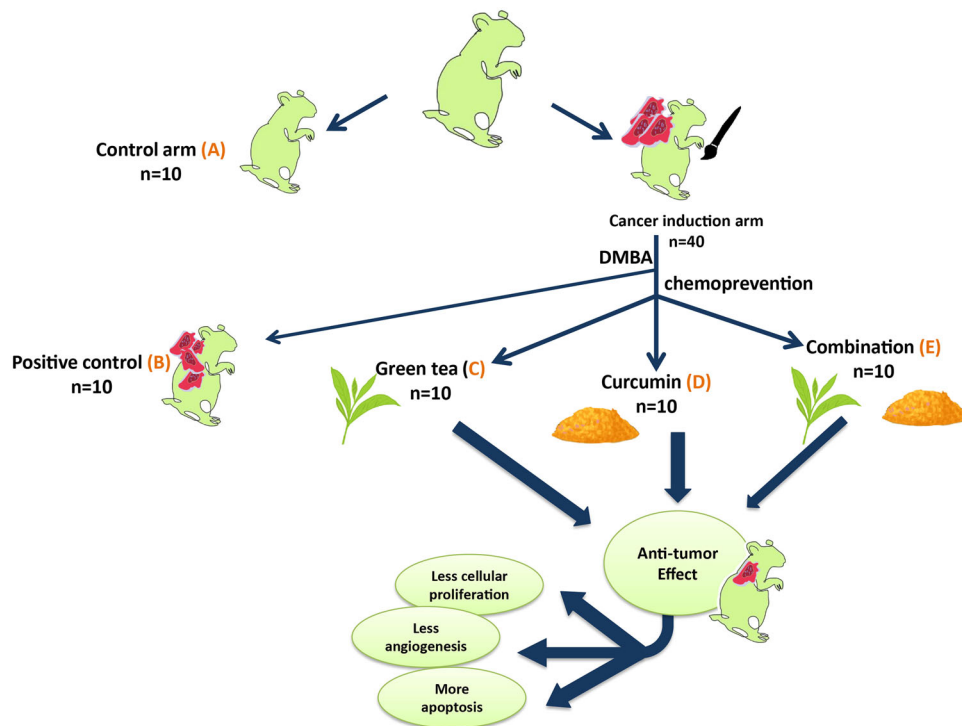 Control arm (A)
n=10
Cancer induction arm
n=40
DMBA
chemoprevention
Positive control (B)
n=10
Green tea (C)
n=10
Curcumin (D)
n=10
Combination (E)
n=10
Anti-tumor
Effect
Less cellular
proliferation
Less
angiogenesis
More
apoptosis